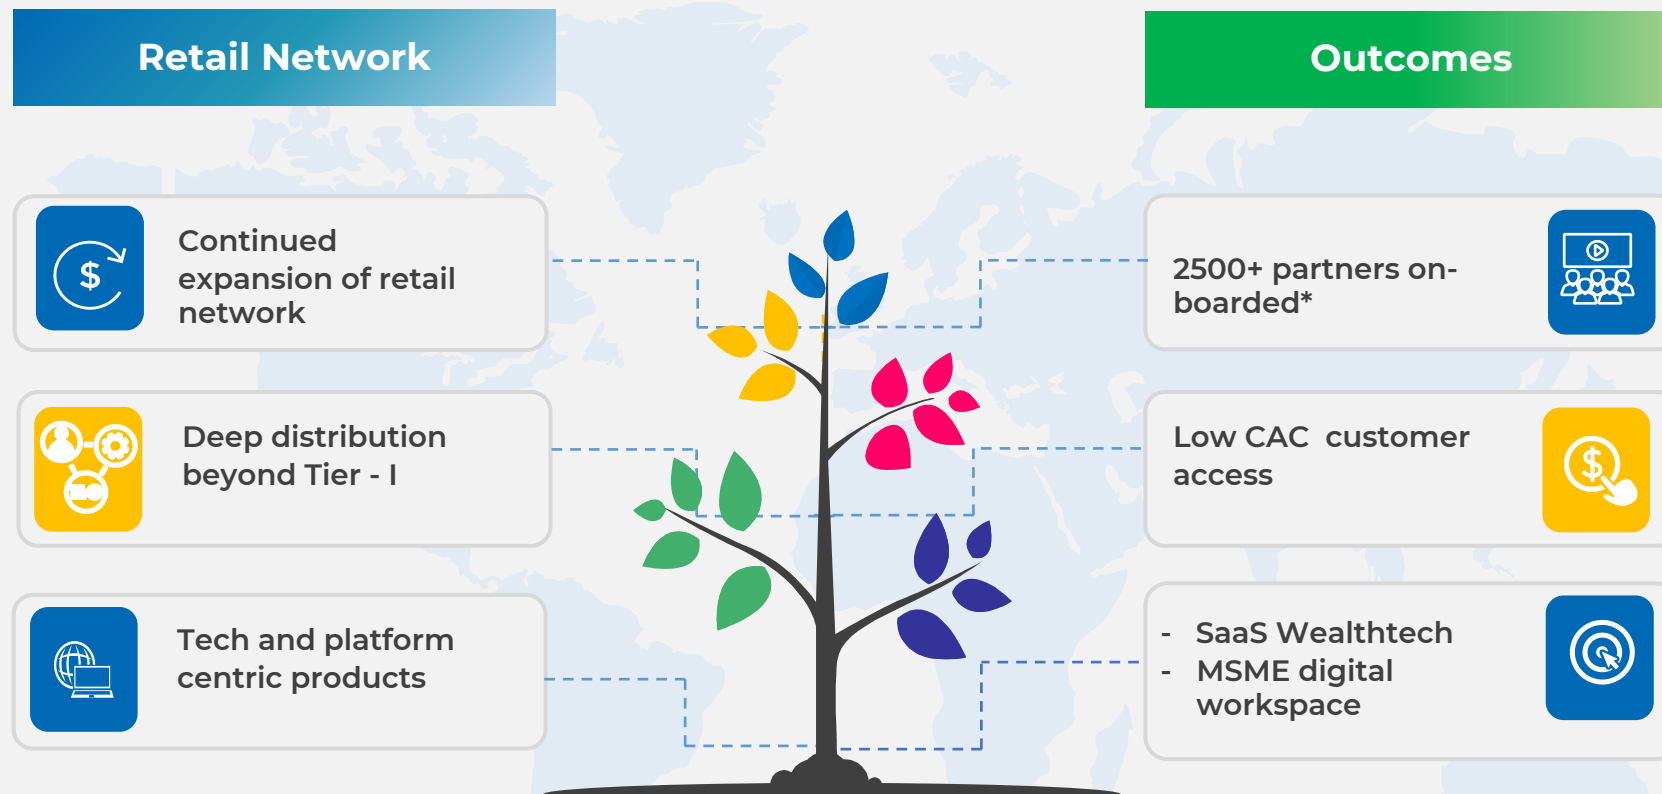 Retail Network
Outcomes
Continued
expansion of retail
network
2500+ partners on-
boarded*
Deep distribution
beyond Tier - I
Low CAC  customer
access
Tech and platform
centric products
- SaaS Wealthtech
- MSME digital
workspace